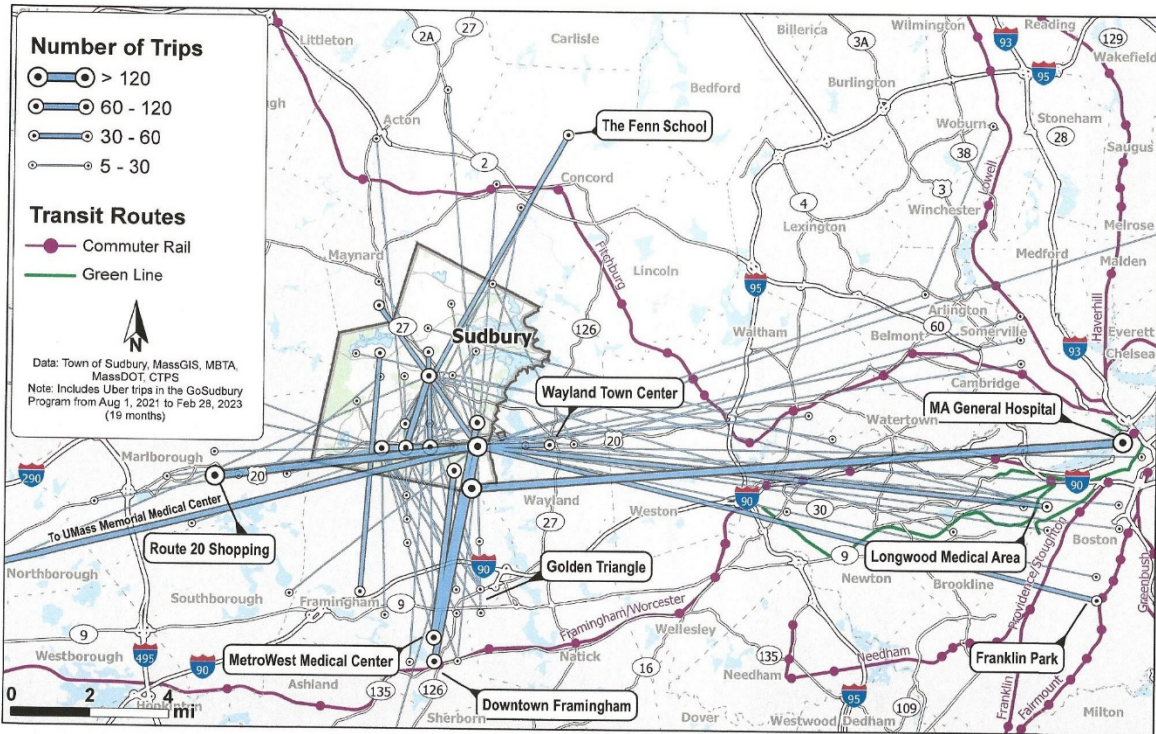 Number of Trips
> 120
60 - 120
30 - 60
5 - 30
Transit Routes
Commuter Rail
Green Line
N
Data: Town of Sudbury, MassGIS, MBTA,
MassDOT, CTPS
Note: Includes Uber trips in the GoSudbury
Program from Aug 1, 2021 to Feb 28, 2023
(19 months)
Littleton
2A
27
Carlisle
Billerica
3A
Wilmington
93
Reading
129
Wakefield
95
Burlington
Bedford
Acton
The Fenn School
Woburn
Stoneham
28
38
Saugus
2
Concord
3
Lowell
4
Winchester
Lexington
Melrose
Maynard
Fitchburg
Lincoln
Medford
Malden
95
Haverhill
27
Sudbury
126
Arlington
60
Somerville
Everett
Waltham
Belmont
93
Chelsea
Wayland Town Center
Cambridge
MA General Hospital
Watertown
20
Marlborough
290
20
90
Wayland
Weston
90
30
To UMass Memorial Medical Center
Route 20 Shopping
27
9
Longwood Medical Area
Boston
Northborough
90
Golden Triangle
Newton
Brookline
Providence/Stoughton
Greenbush
Southborough
Framingham
9
Framingham/Worcester
Wellesley
9
MetroWest Medical Center
Franklin Park
Westborough
495
90
Natick
16
135
Needham
Needham
0 2 4
mi
Hopkinton
Ashland
135
126
Downtown Framingham
95
Franklin
Fairmount
Sherborn
Dover
Westwood
Dedham
109
Milton